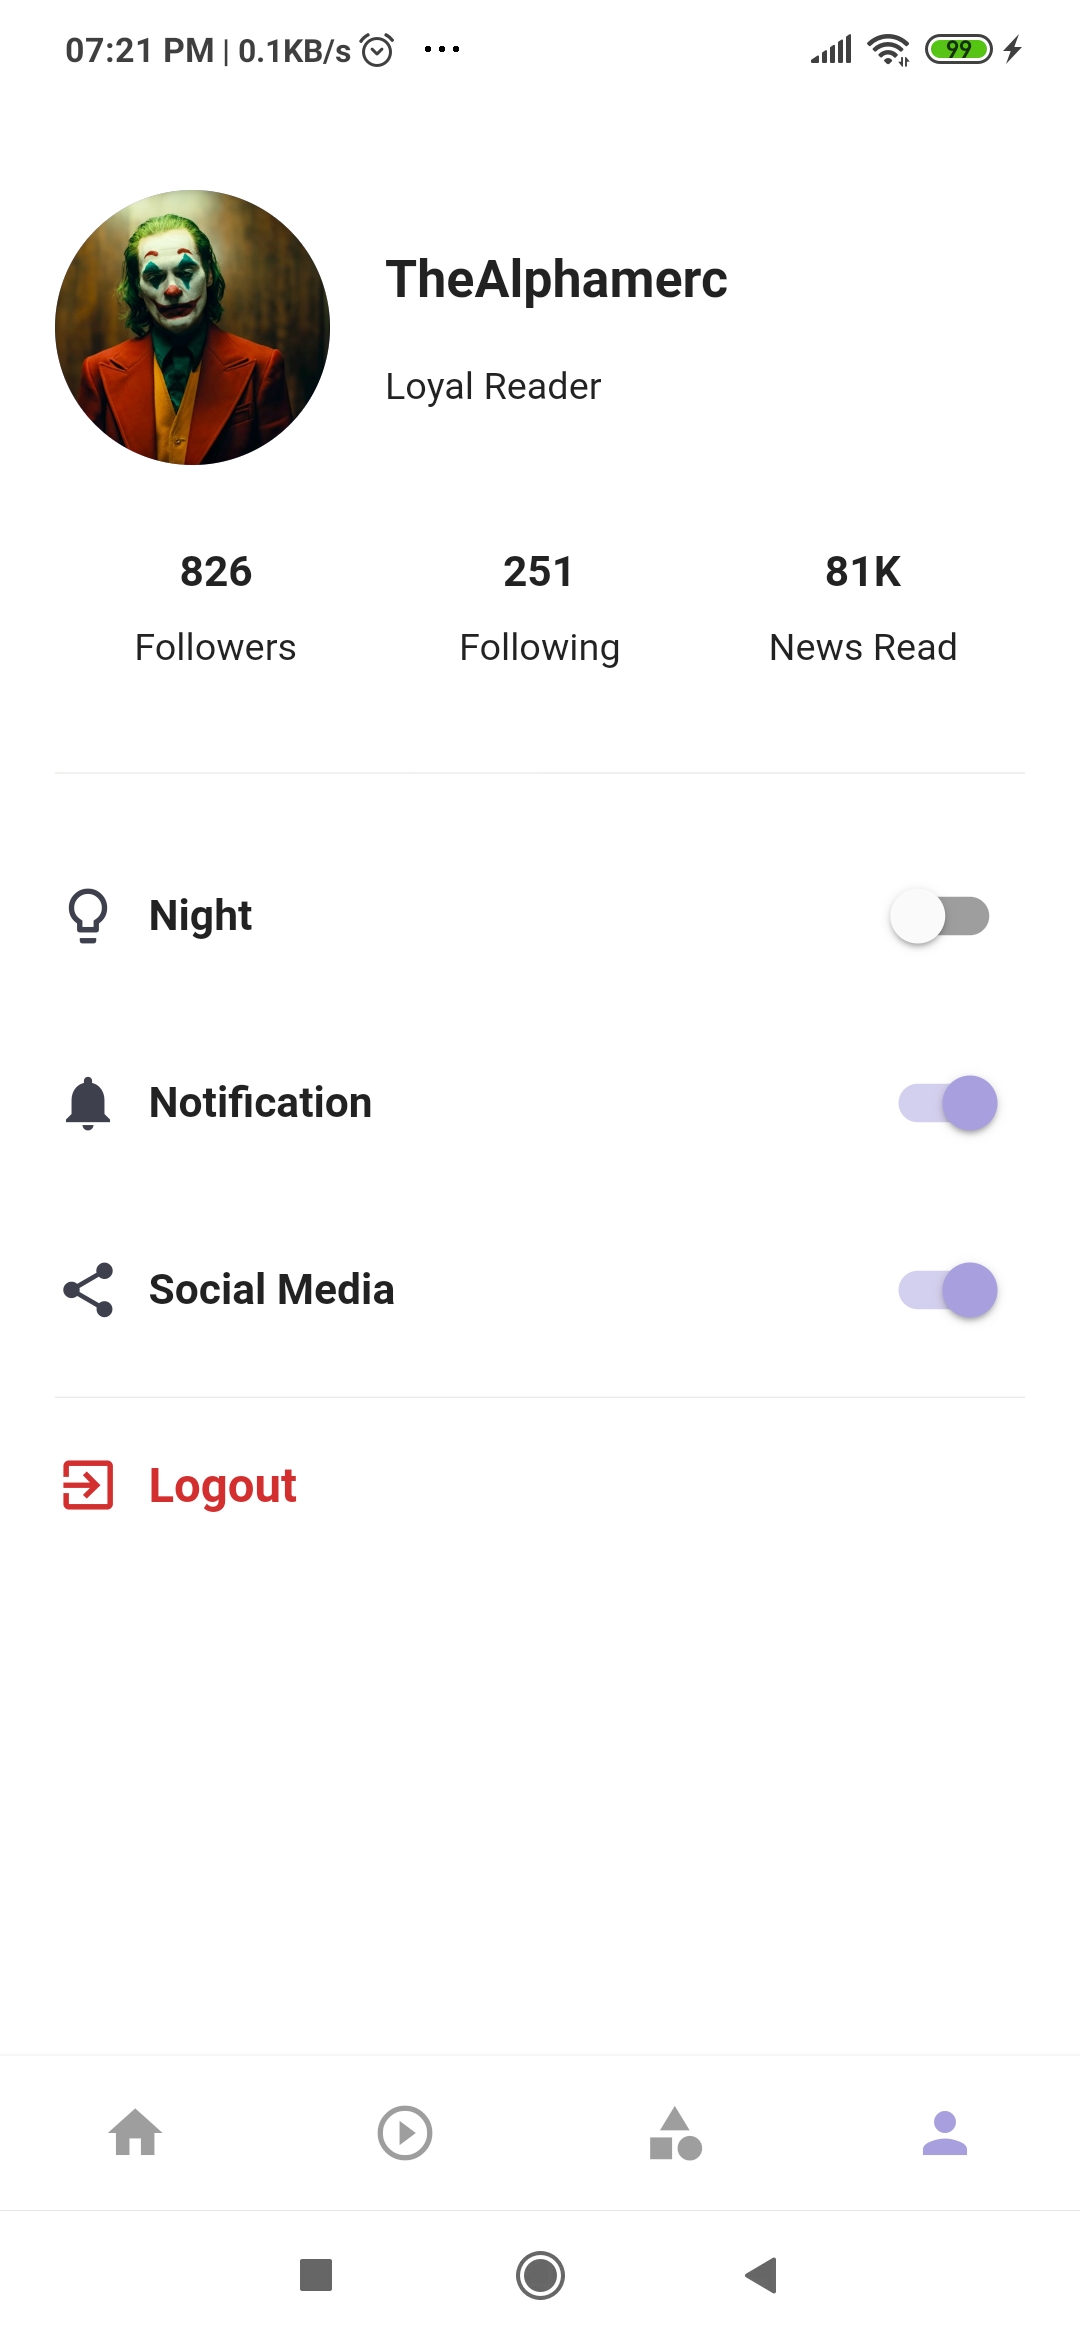 07:21 PM | 0.1KB/s ... 99
TheAlphamerc
Loyal Reader
826 251 81K
Followers Following News Read
Night
Notification
Social Media
Logout